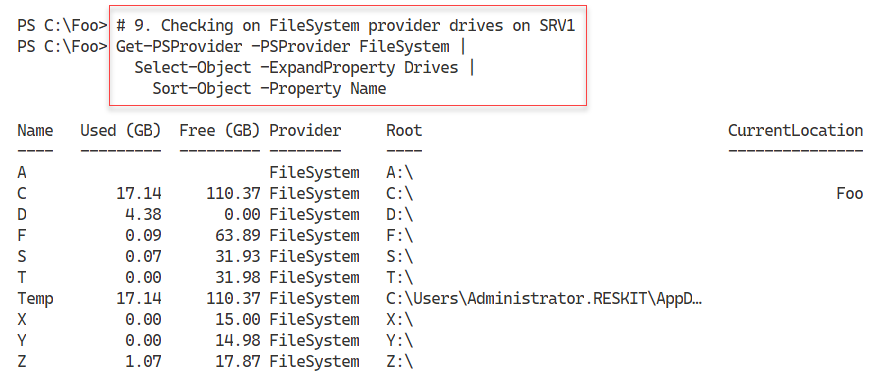 PS C:\Foo> # 9. Checking on FileSystem provider drives on SRV1
PS C:\Foo> Get-PSProvider -PSProvider FileSystem |
Select-Object -ExpandProperty Drives |
Sort-Object -Property Name
Name Used (GB) Free (GB) Provider Root CurrentLocation
---- --------- --------- -------- ---- ---------------
A FileSystem A:\
C 17.14 110.37 FileSystem C:\ Foo
D 4.38 0.00 FileSystem D:\
F 0.09 63.89 FileSystem F:\
S 0.07 31.93 FileSystem S:\
T 0.00 31.98 FileSystem T:\
Temp 17.14 110.37 FileSystem C:\Users\Administrator.RESKIT\AppD…
X 0.00 15.00 FileSystem X:\
Y 0.00 14.98 FileSystem Y:\
Z 1.07 17.87 FileSystem Z:\